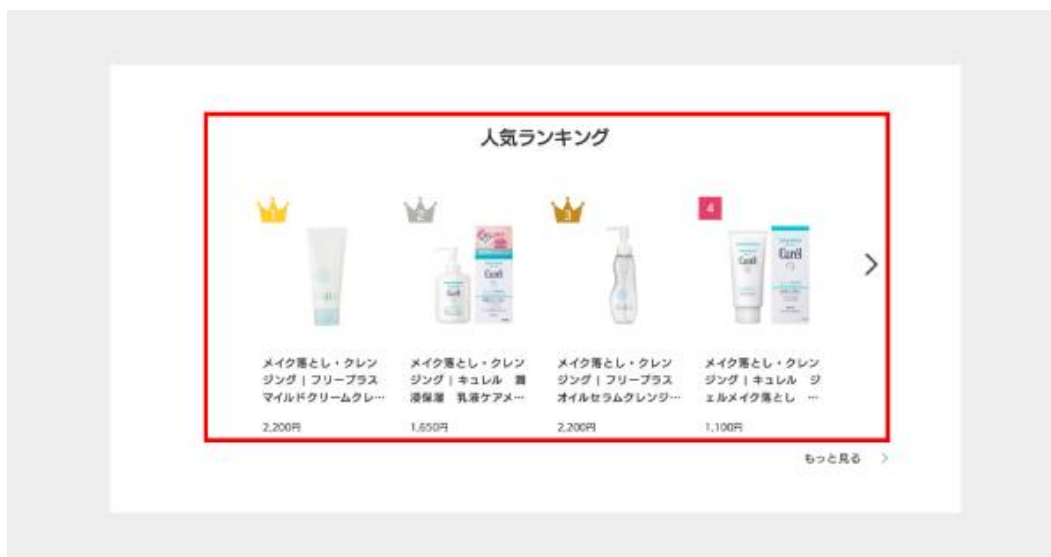 人気ランキング
1
2
3
4
Curél
Curél
Curél
Curél
メイク落とし・クレン
ジング | フリープラス
マイルドクリームクレ…
メイク落とし・クレン
ジング | キュレル 潤
浸保湿 乳液ケアメ…
メイク落とし・クレン
ジング | フリープラス
オイルセラムクレンジ…
メイク落とし・クレン
ジング | キュレル ジ
ェルメイク落とし …
2,200円
1,650円
2,200円
1,100円
もっと見る